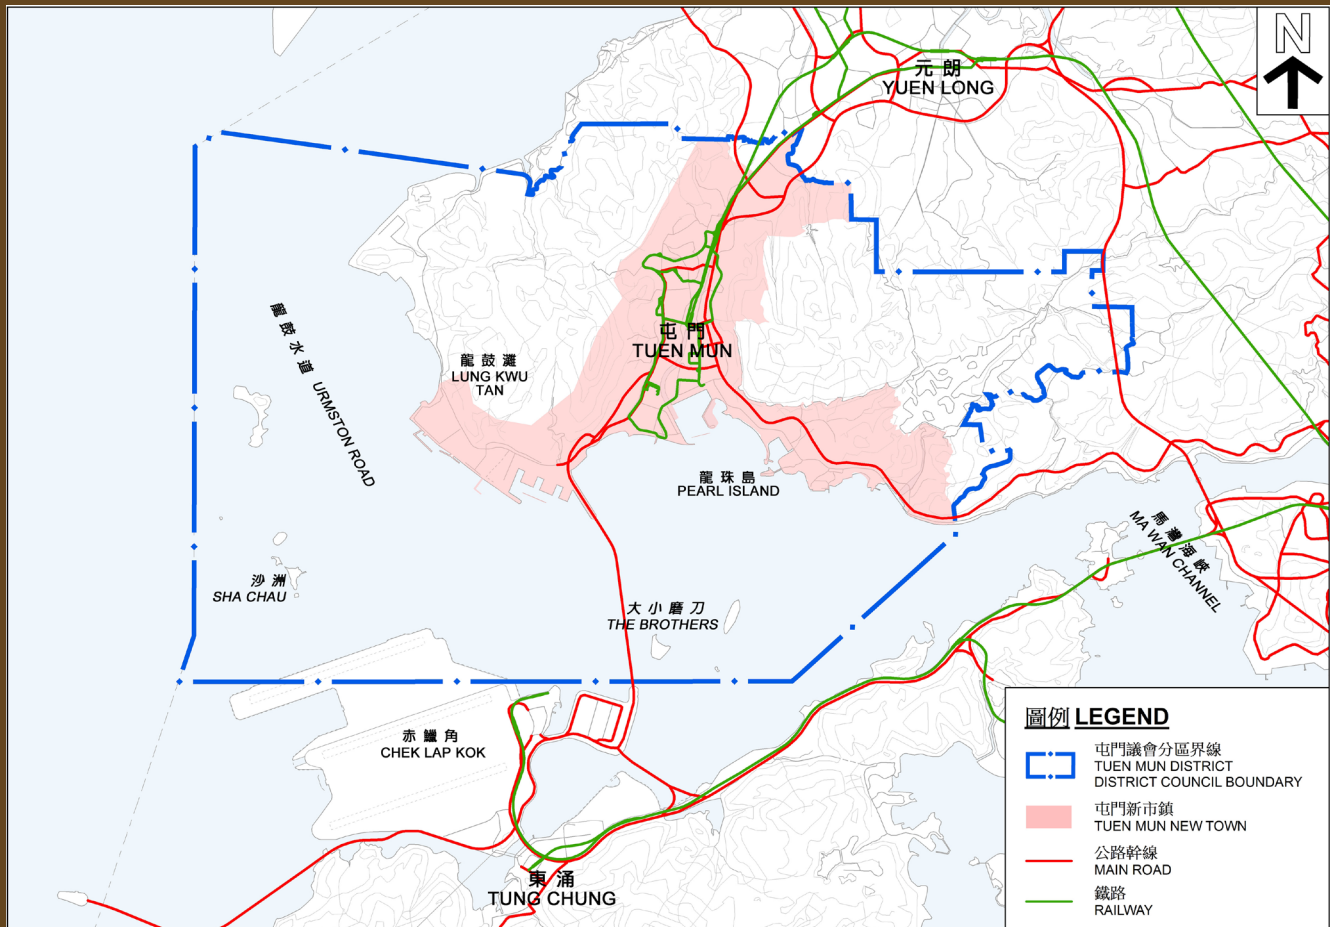 N
元朗
YUEN LONG
屯門
TUEN MUN
龍鼓灘
LUNG KWU
TAN
龍鼓水道 URMSTON ROAD
龍珠島
PEARL ISLAND
馬灣海峽
MA WAN CHANNEL
沙洲
SHA CHAU
大小磨刀
THE BROTHERS
赤鱲角
CHEK LAP KOK
東涌
TUNG CHUNG
圖例 LEGEND
屯門議會分區界線
TUEN MUN DISTRICT
DISTRICT COUNCIL BOUNDARY
屯門新市鎮
TUEN MUN NEW TOWN
公路幹線
MAIN ROAD
鐵路
RAILWAY